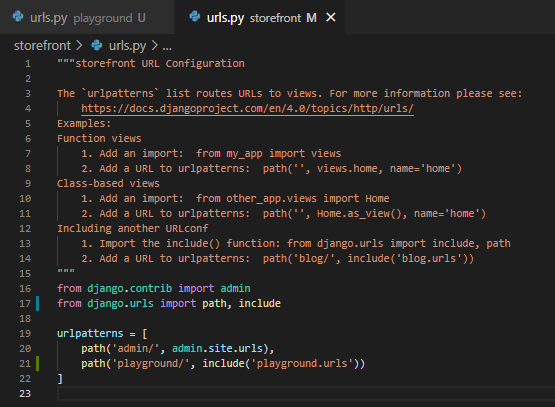 urls.py playground U
urls.py storefront M
storefront > urls.py > ...
1 """storefront URL Configuration
2
3 The `urlpatterns` list routes URLs to views. For more information please see:
4     https://docs.djangoproject.com/en/4.0/topics/http/urls/
5 Examples:
6 Function views
7     1. Add an import:  from my_app import views
8     2. Add a URL to urlpatterns:  path('', views.home, name='home')
9 Class-based views
10     1. Add an import:  from other_app.views import Home
11     2. Add a URL to urlpatterns:  path('', Home.as_view(), name='home')
12 Including another URLconf
13     1. Import the include() function: from django.urls import include, path
14     2. Add a URL to urlpatterns:  path('blog/', include('blog.urls'))
15 """
16 from django.contrib import admin
17 from django.urls import path, include
18
19 urlpatterns = [
20     path('admin/', admin.site.urls),
21     path('playground/', include('playground.urls'))
22 ]
23